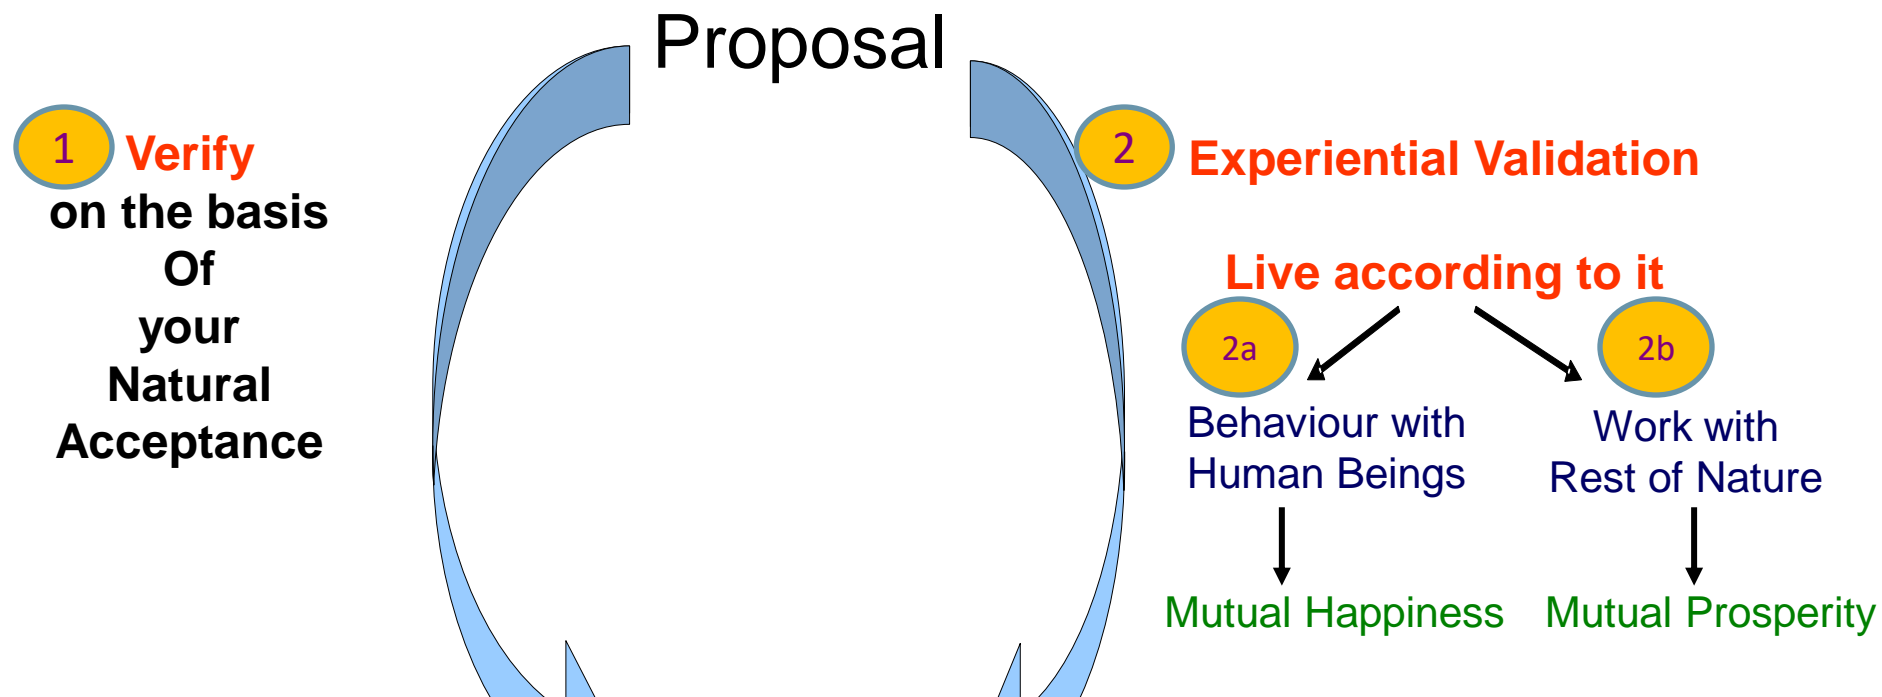 Proposal
1 Verify
on the basis
Of
your
Natural
Acceptance
2 Experiential Validation
Live according to it
2a
Behaviour with
Human Beings
Mutual Happiness
2b
Work with
Rest of Nature
Mutual Prosperity